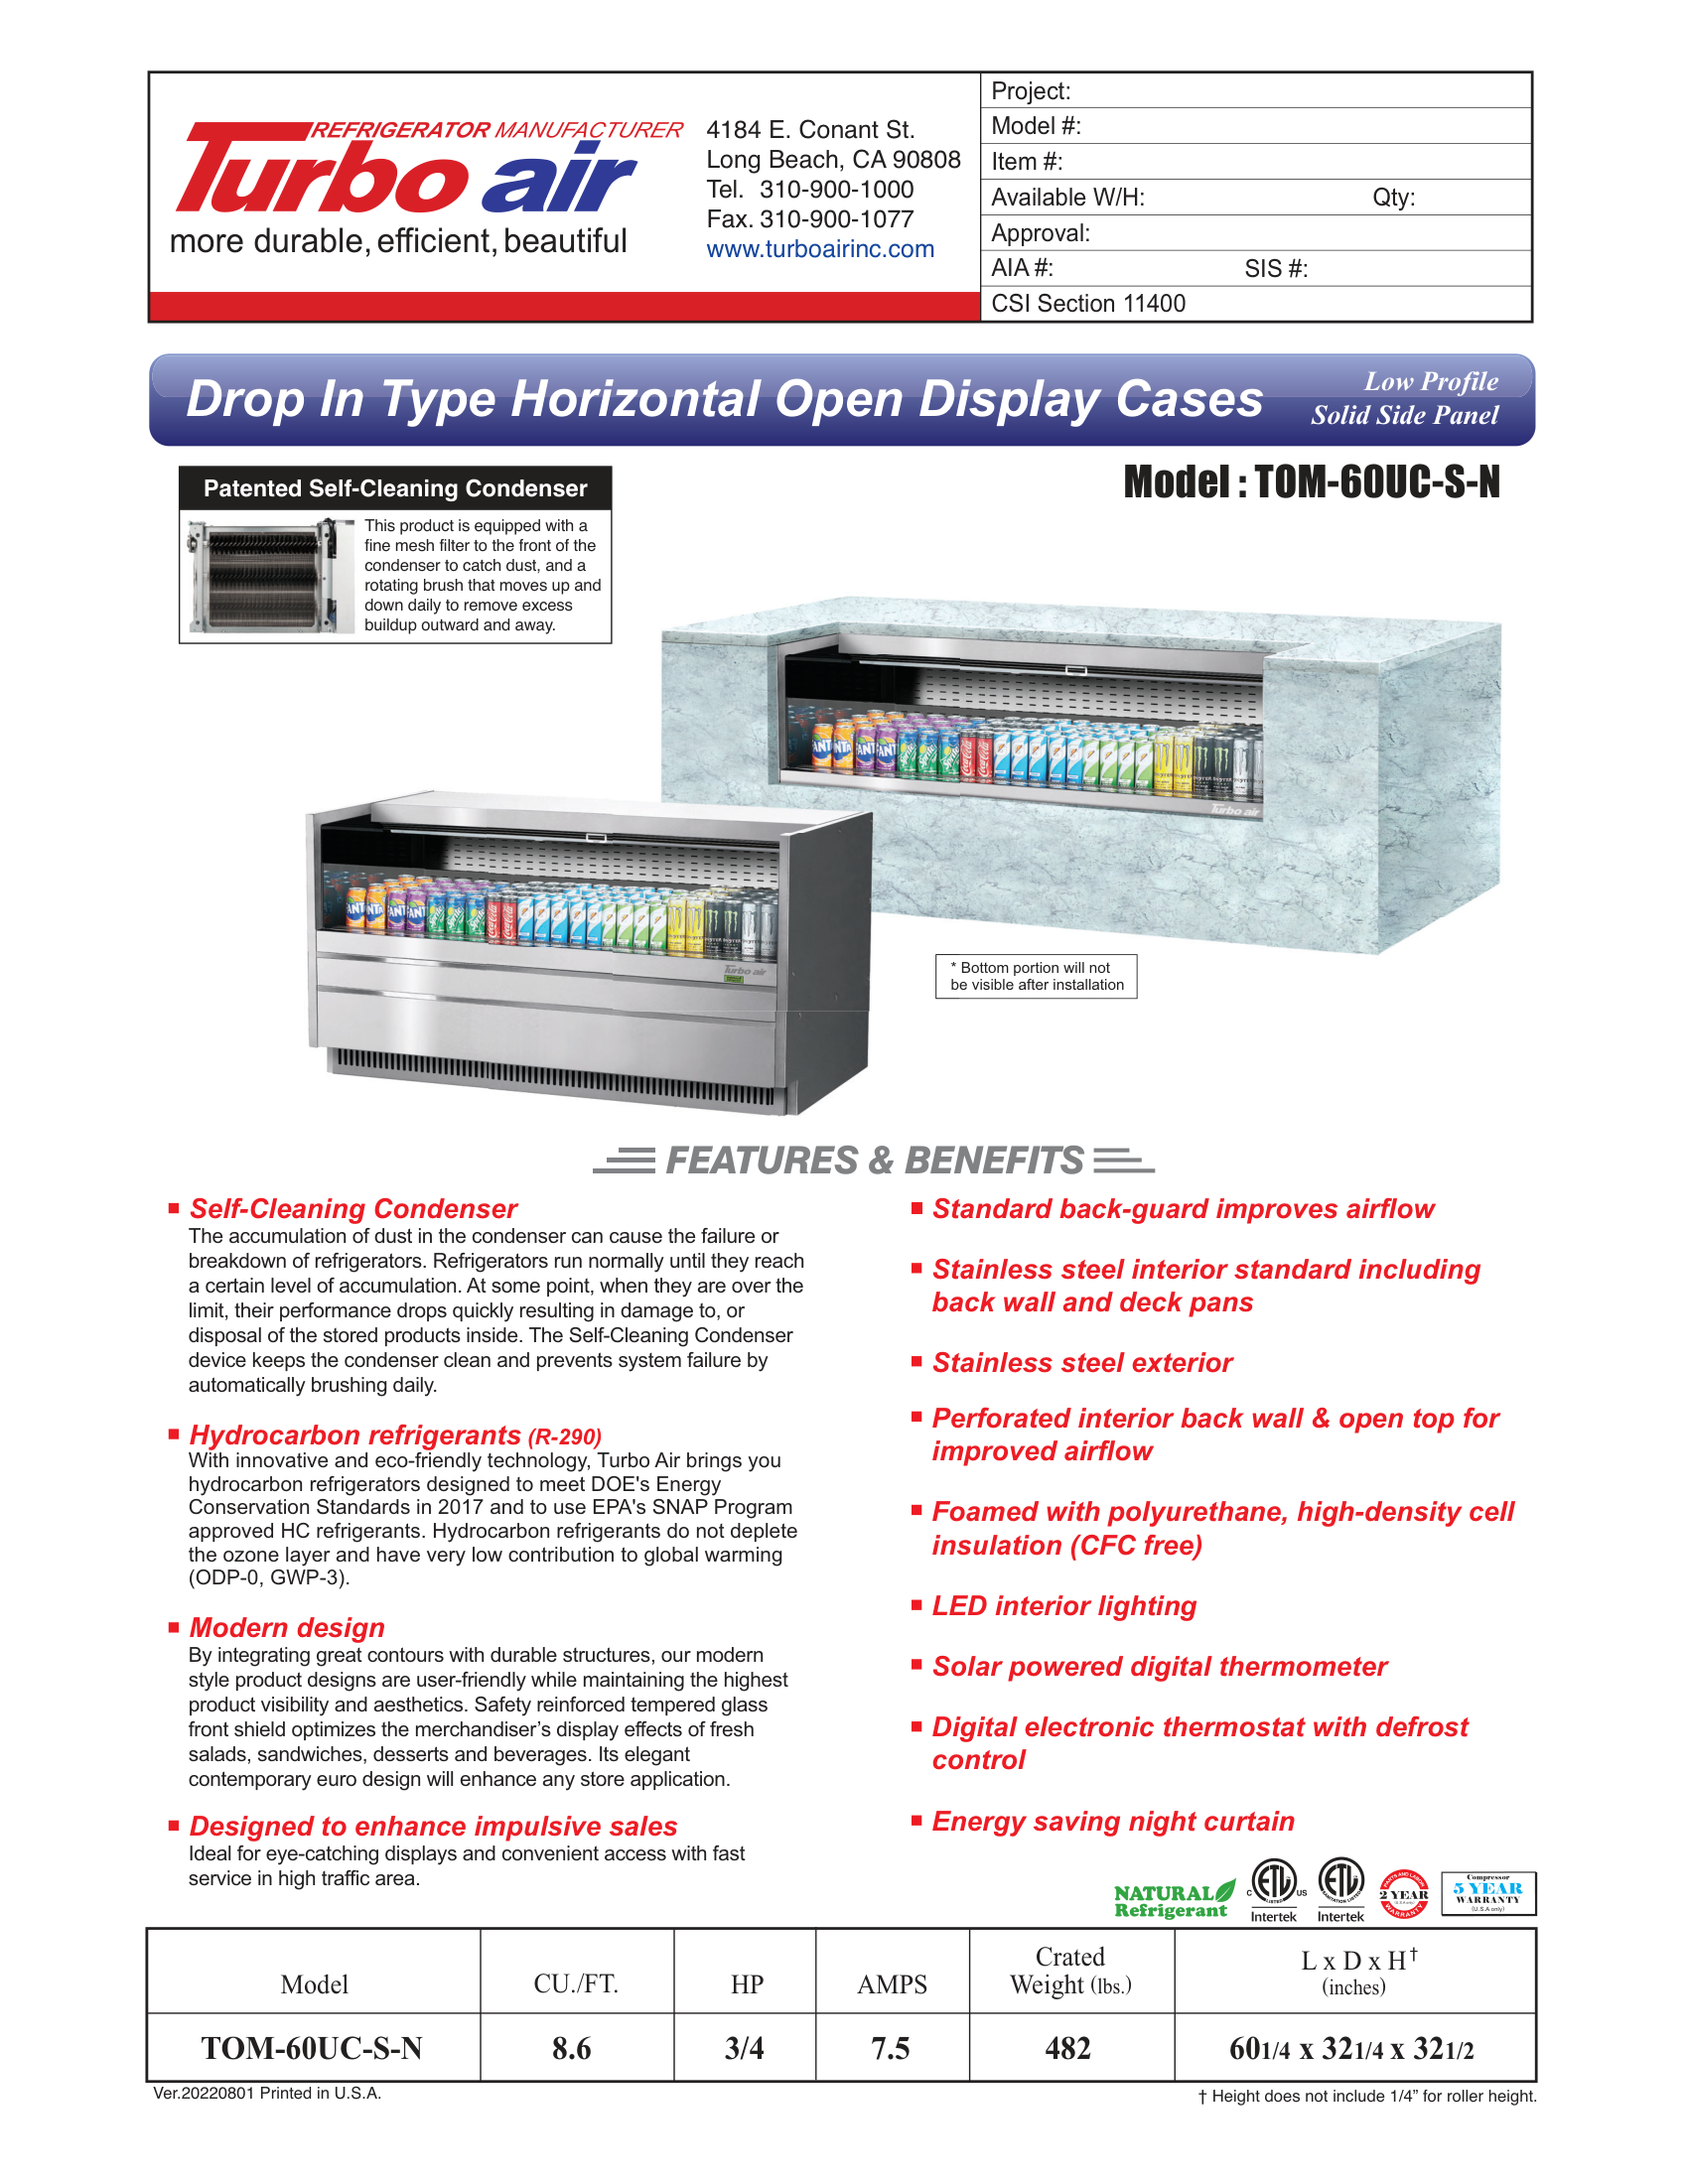 REFRIGERATOR MANUFACTURER
Turbo air
more durable, efficient, beautiful
4184 E. Conant St.
Long Beach, CA 90808
Tel. 310-900-1000
Fax. 310-900-1077
www.turboairinc.com
Project:
Model #:
Item #:
Available W/H: Qty:
Approval:
AIA #: SIS #:
CSI Section 11400
Drop In Type Horizontal Open Display Cases
Low Profile
Solid Side Panel
Model : TOM-60UC-S-N
Patented Self-Cleaning Condenser
This product is equipped with a
fine mesh filter to the front of the
condenser to catch dust, and a
rotating brush that moves up and
down daily to remove excess
buildup outward and away.
Turbo air
Turbo air
* Bottom portion will not
be visible after installation
FEATURES & BENEFITS
Self-Cleaning Condenser
The accumulation of dust in the condenser can cause the failure or
breakdown of refrigerators. Refrigerators run normally until they reach
a certain level of accumulation. At some point, when they are over the
limit, their performance drops quickly resulting in damage to, or
disposal of the stored products inside. The Self-Cleaning Condenser
device keeps the condenser clean and prevents system failure by
automatically brushing daily.
Hydrocarbon refrigerants (R-290)
With innovative and eco-friendly technology, Turbo Air brings you
hydrocarbon refrigerators designed to meet DOE's Energy
Conservation Standards in 2017 and to use EPA's SNAP Program
approved HC refrigerants. Hydrocarbon refrigerants do not deplete
the ozone layer and have very low contribution to global warming
(ODP-0, GWP-3).
Modern design
By integrating great contours with durable structures, our modern
style product designs are user-friendly while maintaining the highest
product visibility and aesthetics. Safety reinforced tempered glass
front shield optimizes the merchandiser's display effects of fresh
salads, sandwiches, desserts and beverages. Its elegant
contemporary euro design will enhance any store application.
Designed to enhance impulsive sales
Ideal for eye-catching displays and convenient access with fast
service in high traffic area.
Standard back-guard improves airflow
Stainless steel interior standard including
back wall and deck pans
Stainless steel exterior
Perforated interior back wall & open top for
improved airflow
Foamed with polyurethane, high-density cell
insulation (CFC free)
LED interior lighting
Solar powered digital thermometer
Digital electronic thermostat with defrost
control
Energy saving night curtain
NATURAL
Refrigerant
C ETL US
LISTED
Intertek
ETL
SANITATION LISTED
Intertek
PARTS AND LABOR
2 YEAR
WARRANTY
Compressor
5 YEAR
WARRANTY
(U.S.A only)
Model CU./FT. HP AMPS Crated Weight (lbs.) L x D x H† (inches)
TOM-60UC-S-N 8.6 3/4 7.5 482 60 1/4 x 32 1/4 x 32 1/2
Ver.20220801 Printed in U.S.A.
† Height does not include 1/4" for roller height.